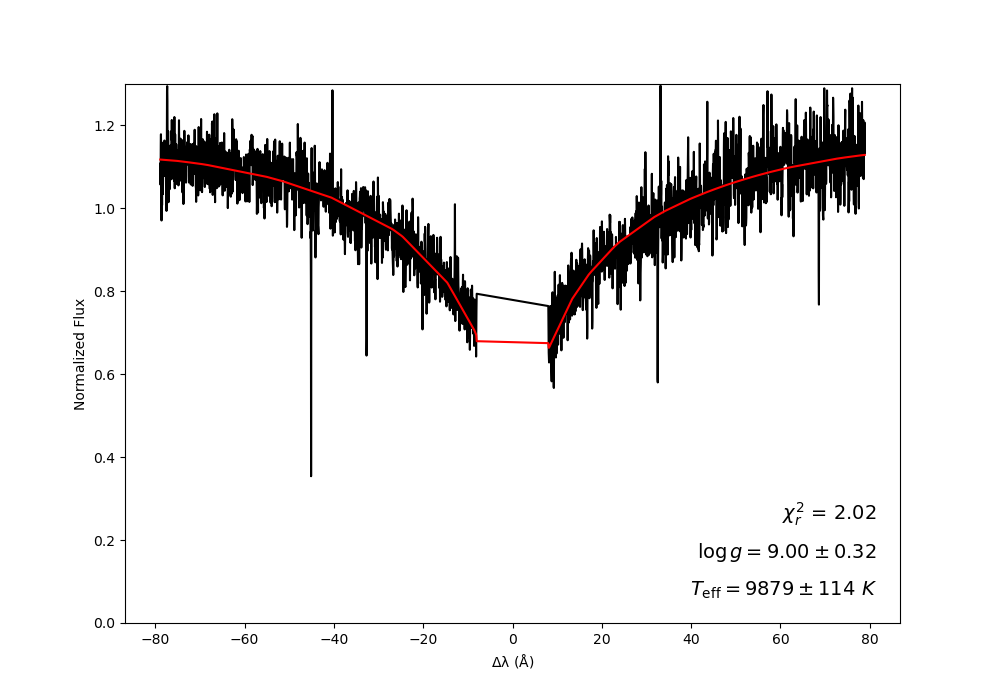 1.2
1.0
0.8
0.6
0.4
0.2
0.0
Normalized Flux
χ²ᵣ = 2.02
log g = 9.00 ± 0.32
T_eff = 9879 ± 114 K
−80 −60 −40 −20 0 20 40 60 80
Δλ (Å)